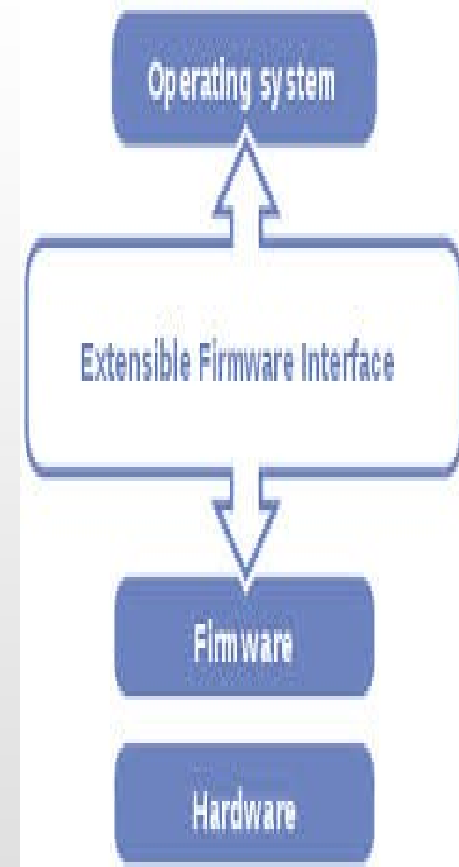 Operating system
Extensible Firmware Interface
Firmware
Hardware